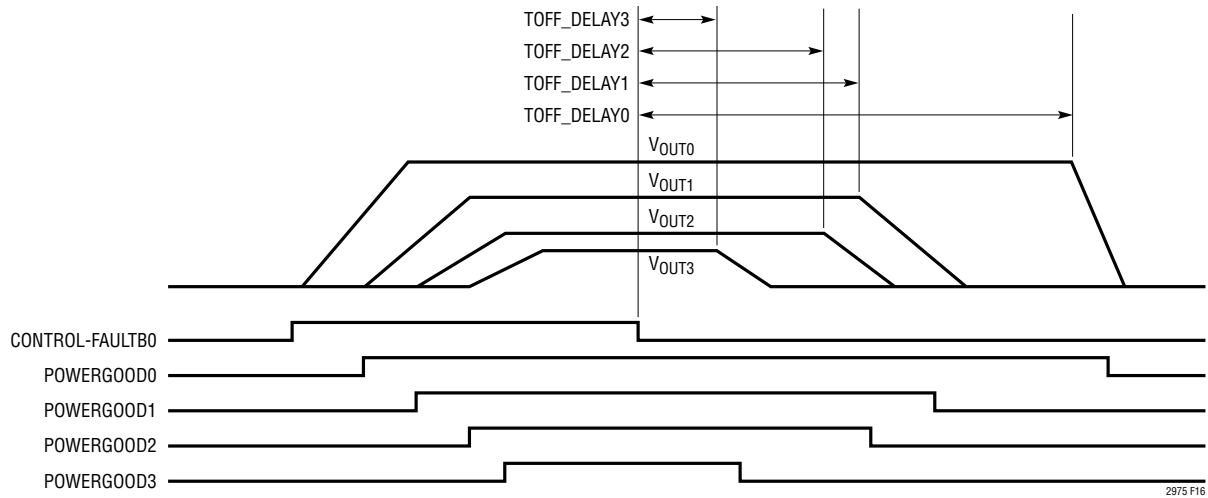 TOFF_DELAY3
TOFF_DELAY2
TOFF_DELAY1
TOFF_DELAY0
VOUT0
VOUT1
VOUT2
VOUT3
CONTROL-FAULTB0
POWERGOOD0
POWERGOOD1
POWERGOOD2
POWERGOOD3
2975 F16